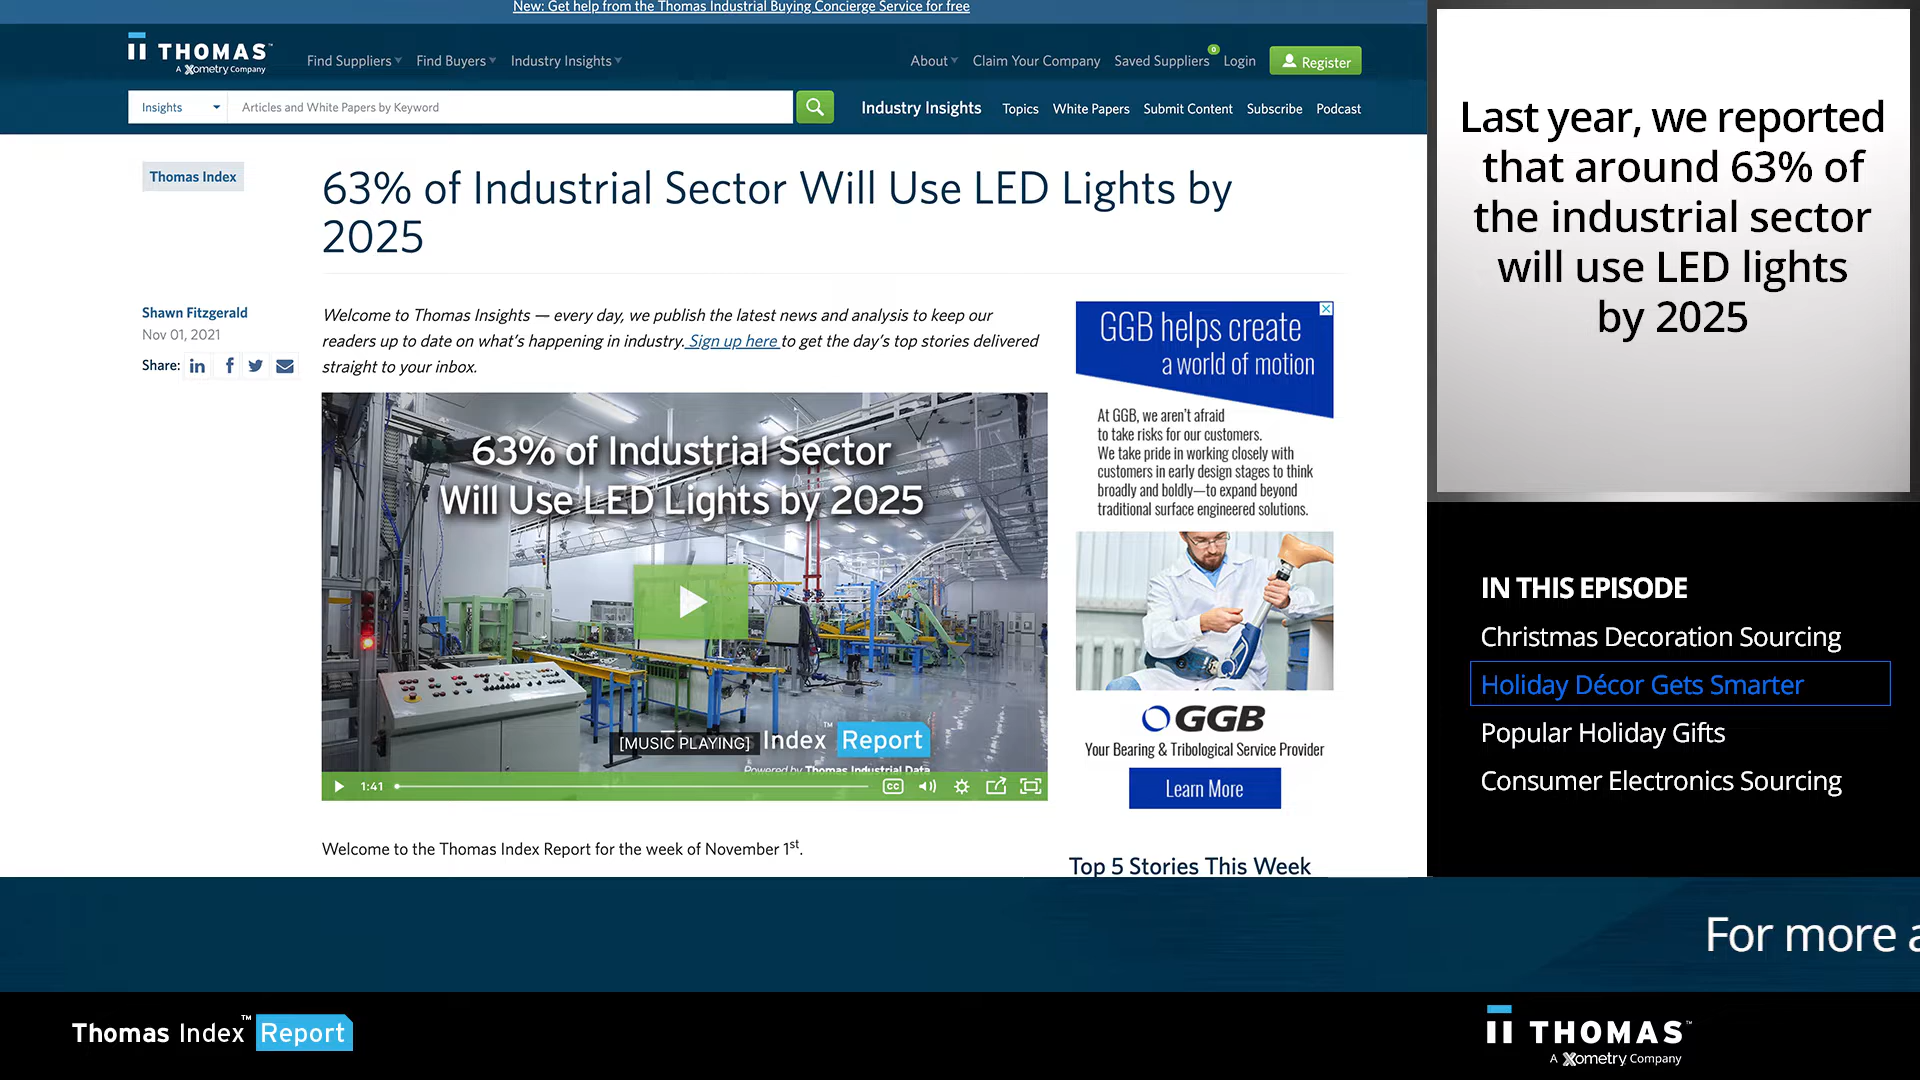 New: Get help from the Thomas Industrial Buying Concierge Service for free
THOMAS™
A Xometry Company
Find Suppliers
Find Buyers
Industry Insights
About
Claim Your Company
Saved Suppliers
0
Login
Register
Insights
Articles and White Papers by Keyword
Industry Insights
Topics
White Papers
Submit Content
Subscribe
Podcast
Thomas Index
63% of Industrial Sector Will Use LED Lights by
2025
Shawn Fitzgerald
Nov 01, 2021
Share:
Welcome to Thomas Insights — every day, we publish the latest news and analysis to keep our
readers up to date on what's happening in industry. Sign up here to get the day's top stories delivered
straight to your inbox.
63% of Industrial Sector
Will Use LED Lights by 2025
[MUSIC PLAYING]
™
Index Report
Powered by Thomas Industrial Data
1:41
CC
Welcome to the Thomas Index Report for the week of November 1st.
GGB helps create
a world of motion
At GGB, we aren't afraid
to take risks for our customers.
We take pride in working closely with
customers in early design stages to think
broadly and boldly—to expand beyond
traditional surface engineered solutions.
GGB
Your Bearing & Tribological Service Provider
Learn More
Top 5 Stories This Week
Last year, we reported
that around 63% of
the industrial sector
will use LED lights
by 2025
IN THIS EPISODE
Christmas Decoration Sourcing
Holiday Décor Gets Smarter
Popular Holiday Gifts
Consumer Electronics Sourcing
For more a
Thomas Index™ Report
THOMAS™
A Xometry Company